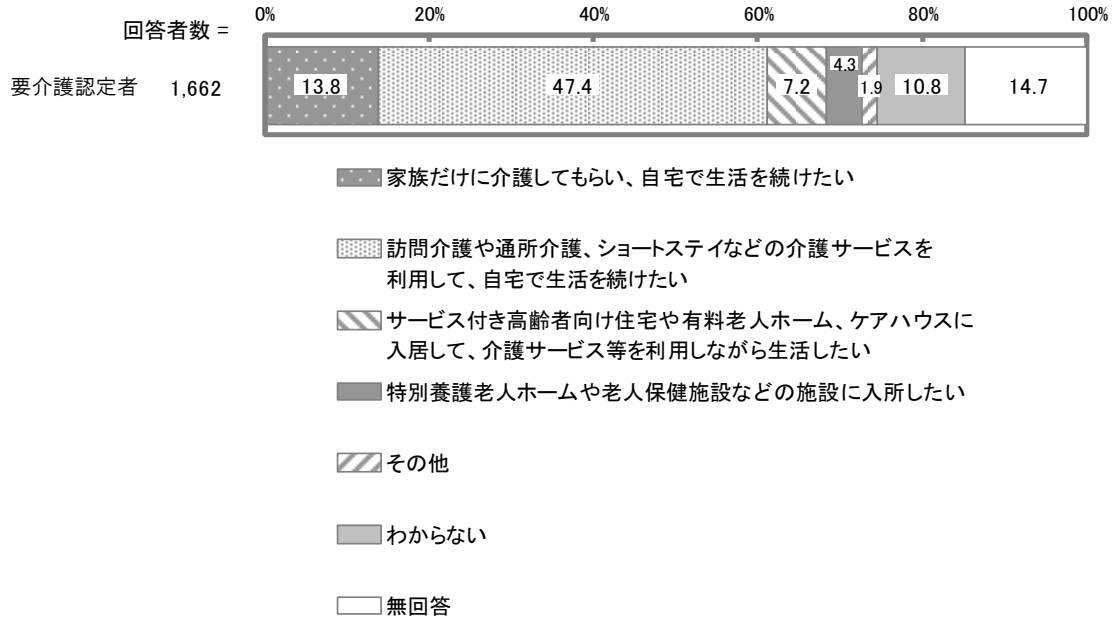 0% 20% 40% 60% 80% 100%
回答者数 =
要介護認定者 1,662 13.8 47.4 7.2 4.3 1.9 10.8 14.7
家族だけに介護してもらい、自宅で生活を続けたい
訪問介護や通所介護、ショートステイなどの介護サービスを
利用して、自宅で生活を続けたい
サービス付き高齢者向け住宅や有料老人ホーム、ケアハウスに
入居して、介護サービス等を利用しながら生活したい
特別養護老人ホームや老人保健施設などの施設に入所したい
その他
わからない
無回答